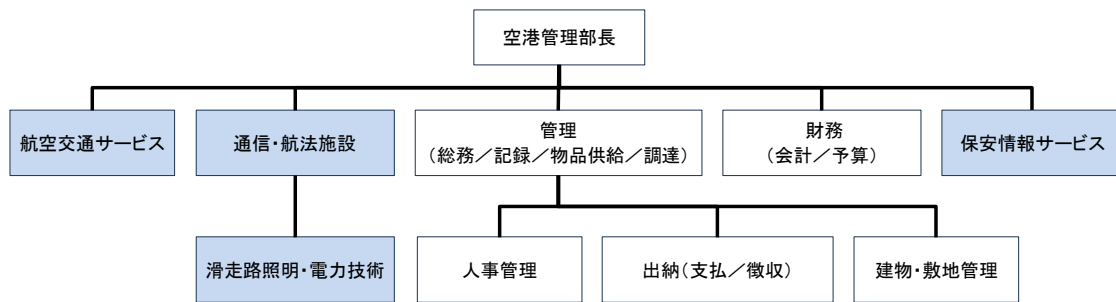 空港管理部長
航空交通サービス
通信・航法施設
管理
（総務／記録／物品供給／調達）
財務
（会計／予算）
保安情報サービス
滑走路照明・電力技術
人事管理
出納（支払／徴収）
建物・敷地管理